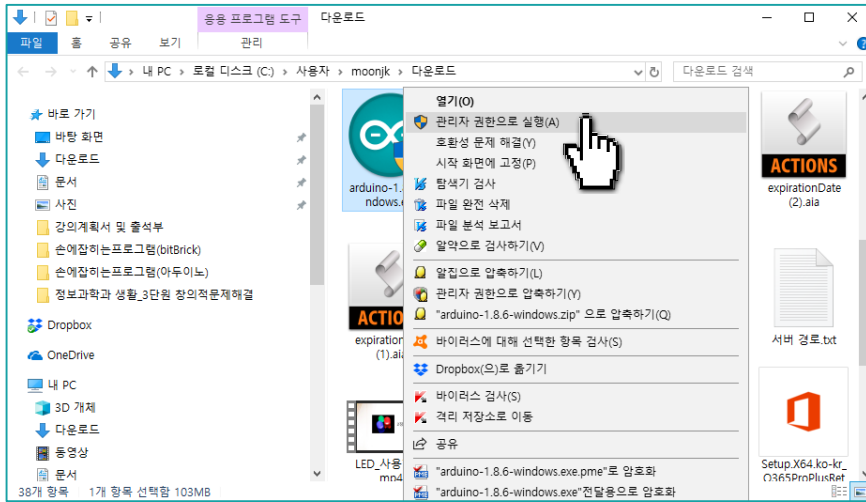 응용 프로그램 도구 다운로드
파일 홈 공유 보기 관리
내 PC > 로컬 디스크 (C:) > 사용자 > moonjk > 다운로드 다운로드 검색
바로 가기
바탕 화면
다운로드
문서
사진
강의계획서 및 출석부
손에잡히는프로그램(bitBrick)
손에잡히는프로그램(아두이노)
정보과학과 생활_3단원 창의적문제해결
Dropbox
OneDrive
내 PC
3D 개체
다운로드
동영상
문서
arduino-1.
ndows.e
ACTIO
expiration
(1).ai
LED_사용
mp4
열기(O)
관리자 권한으로 실행(A)
호환성 문제 해결(Y)
시작 화면에 고정(P)
탐색기 검사
파일 완전 삭제
파일 분석 보고서
알약으로 검사하기(V)
알집으로 압축하기(L)
관리자 권한으로 압축하기(Y)
"arduino-1.8.6-windows.zip" 으로 압축하기(Q)
바이러스에 대해 선택한 항목 검사(S)
Dropbox(으)로 옮기기
바이러스 검사(S)
격리 저장소로 이동
공유
"arduino-1.8.6-windows.exe.pme"로 암호화
"arduino-1.8.6-windows.exe"전달용으로 암호화
ACTIONS
expirationDate
(2).aia
서버 경로.txt
Setup.X64.ko-kr_
O365ProPlusRet
38개 항목 1개 항목 선택함 103MB